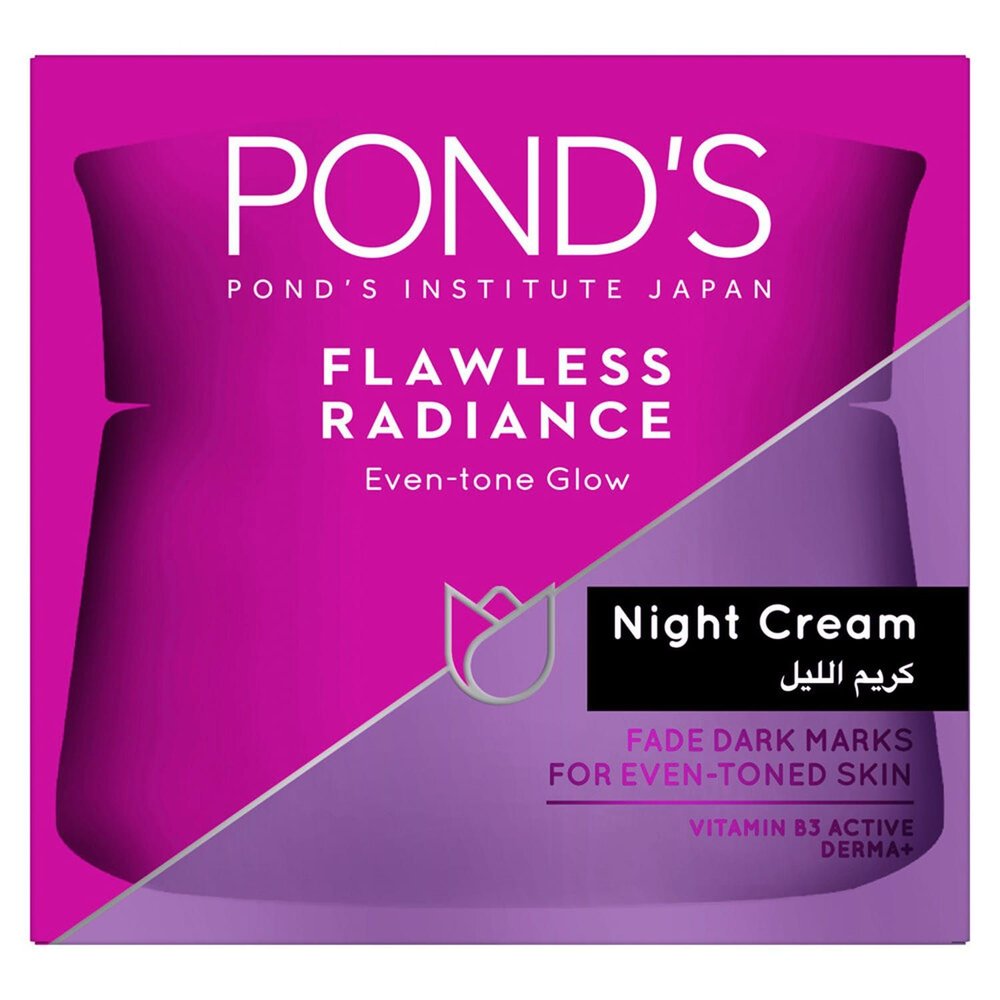 POND'S
POND'S INSTITUTE JAPAN
FLAWLESS
RADIANCE
Even-tone Glow
Night Cream
كريم الليل
FADE DARK MARKS
FOR EVEN-TONED SKIN
VITAMIN B3 ACTIVE
DERMA+